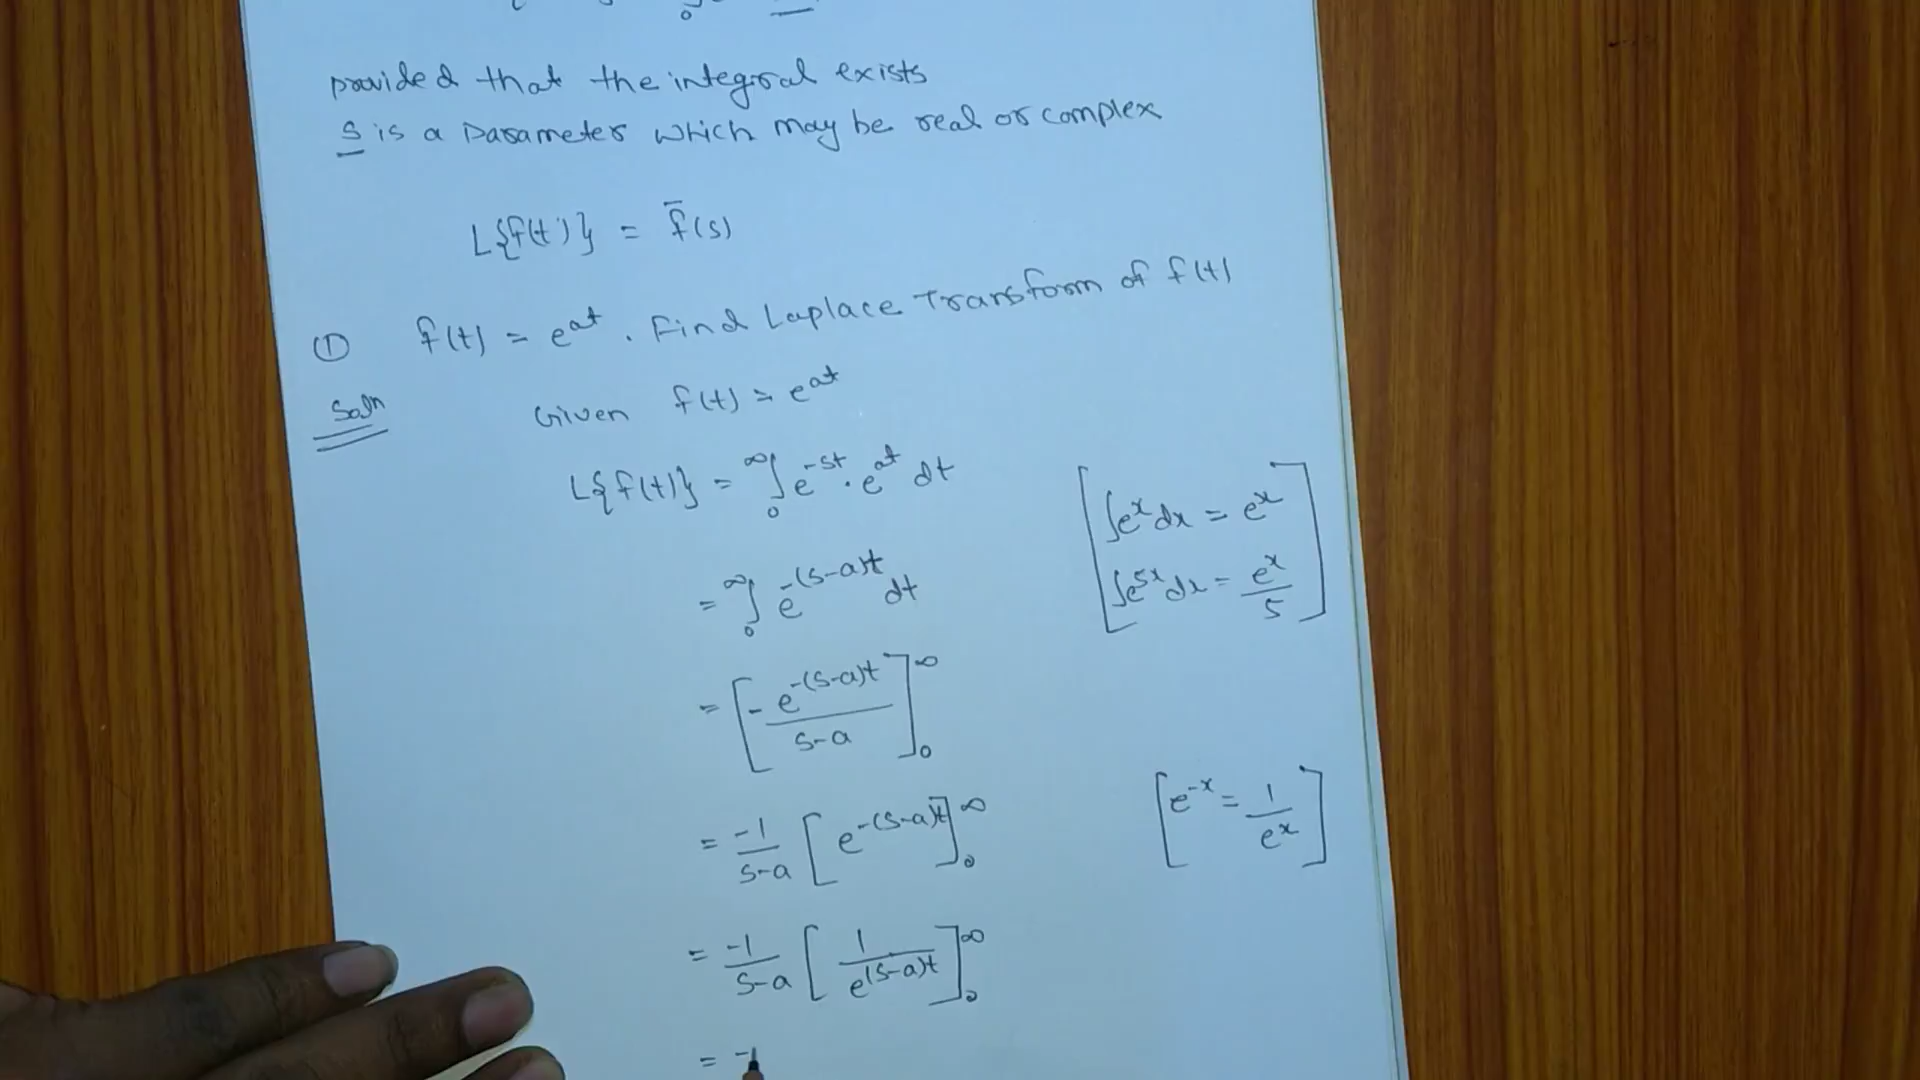 provided that the integral exists
s is a Parameter which may be real or complex
L{f(t)} = f̄(s)
① f(t) = e^at . Find Laplace Transform of f(t)
Soln Given f(t) = e^at
L{f(t)} = ∫₀^∞ e^-st . e^at dt
= ∫₀^∞ e^-(s-a)t dt
[∫e^x dx = e^x
∫e^5x dx = e^x/5]
= [- e^-(s-a)t / s-a]₀^∞
= -1/s-a [e^-(s-a)t]₀^∞
[e^-x = 1/e^x]
= -1/s-a [1/e^(s-a)t]₀^∞
= -